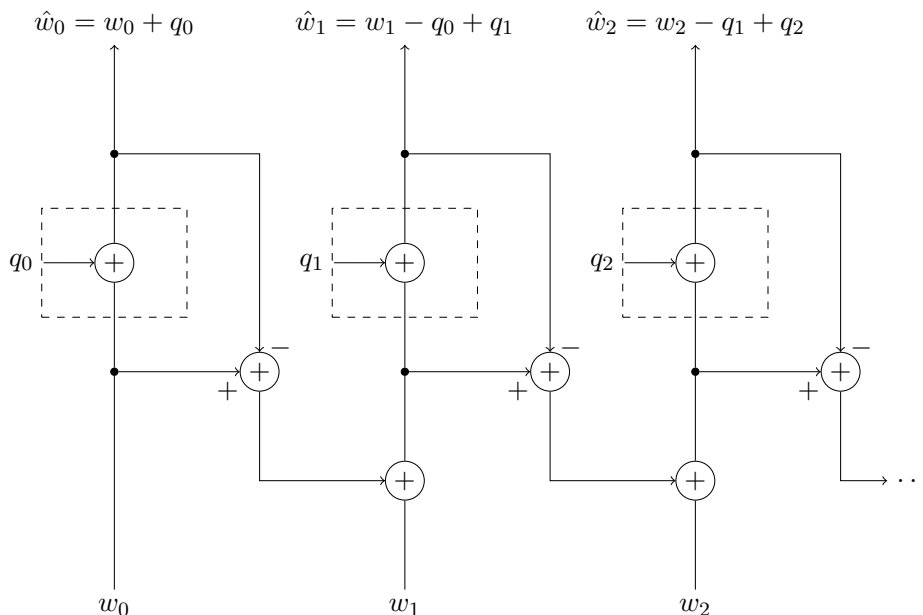 ŵ₀ = w₀ + q₀ ŵ₁ = w₁ − q₀ + q₁ ŵ₂ = w₂ − q₁ + q₂
q₀ + q₁ + q₂ +
− − −
+ + +
+ + +
+ + ··
w₀ w₁ w₂